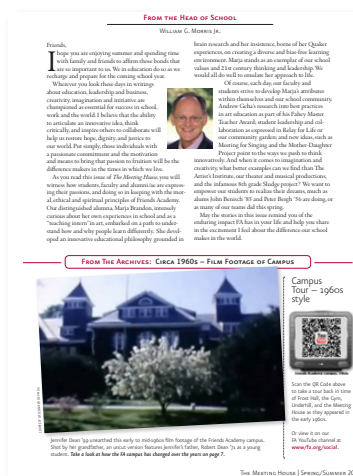 From the Head of School
William G. Morris Jr.
Friends,
I hope you are enjoying summer and spending time
with family and friends to affirm those bonds that
are so important to us. We in education do so as we
recharge and prepare for the coming school year.
Wherever you look these days in writings
about education, leadership and business,
creativity, imagination and initiative are
championed as essential for success in school,
work and the world. I believe that the ability
to articulate an innovative idea, think
critically, and inspire others to collaborate will
help us restore hope, dignity, and justice to
our world. Put simply, those individuals with
a passionate commitment and the motivation
and means to bring that passion to fruition will be the
difference makers in the times in which we live.
As you read this issue of The Meeting House, you will
witness how students, faculty and alumni/ae are express-
ing their passions, and doing so in keeping with the mor-
al, ethical and spiritual principles of Friends Academy.
Our distinguished alumna, Marja Brandon, intensely
curious about her own experiences in school and as a
"teaching intern" in art, embarked on a path to under-
stand how and why people learn differently. She devel-
oped an innovative educational philosophy grounded in
brain research and her insistence, borne of her Quaker
experiences, on creating a diverse and bias-free learning
environment. Marja stands as an exemplar of our school
values and 21st century thinking and leadership. We
would all do well to emulate her approach to life.
Of course, each day, our faculty and
students strive to develop Marja's attributes
within themselves and our school community.
Andrew Geha's research into best practices
in art education as part of his Palsey Master
Teacher Award; student leadership and col-
laboration as expressed in Relay for Life or
our community garden; and new ideas, such as
Meeting for Singing and the Mother-Daughter
Project point to the ways we push to think
innovatively. And when it comes to imagination and
creativity, what better examples can we find than The
Artist's Institute, our theater and musical productions,
and the infamous 8th grade Sludge project? We want to
empower our students to realize their dreams, much as
alums John Bensch '85 and Peter Bergh '56 are doing, or
as many of our teams did this spring.
May the stories in this issue remind you of the
enduring impact FA has in your life and help you share
in the excitement I feel about the difference our school
makes in the world.
From The Archives: Circa 1960s – Film Footage of Campus
Campus
Tour – 1960s
style
Scan the QR Code above
to take a tour back in time
of Frost Hall, the Gym,
Underhill, and the Meeting
House as they appeared in
the early 1960s.
Or view it on our
FA YouTube channel at
www.fa.org/social.
Jennifer Dean '99 unearthed this early to mid-1960s film footage of the Friends Academy campus.
Shot by her grandfather, an uncut version features Jennifer's father, Robert Dean '71 as a young
student. Take a look at how the FA campus has changed over the years on page 7.
The Meeting House | Spring/Summer 20